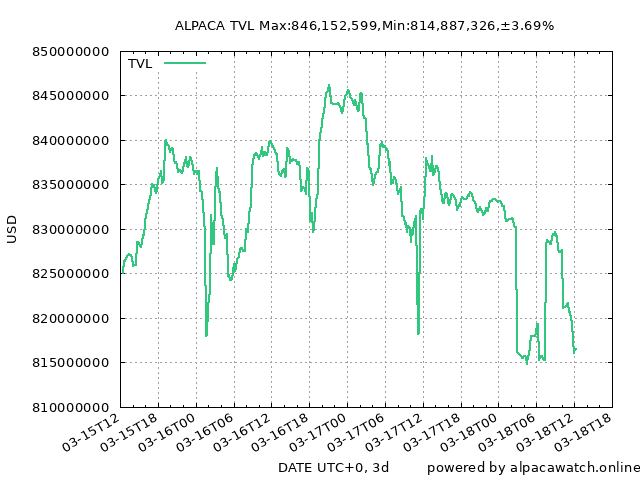 ALPACA TVL Max:846,152,599,Min:814,887,326,±3.69%
TVL
850000000
845000000
840000000
835000000
830000000
825000000
820000000
815000000
810000000
USD
03-15T12
03-15T18
03-16T00
03-16T06
03-16T12
03-16T18
03-17T00
03-17T06
03-17T12
03-17T18
03-18T00
03-18T06
03-18T12
03-18T18
DATE UTC+0, 3d
powered by alpacawatch.online